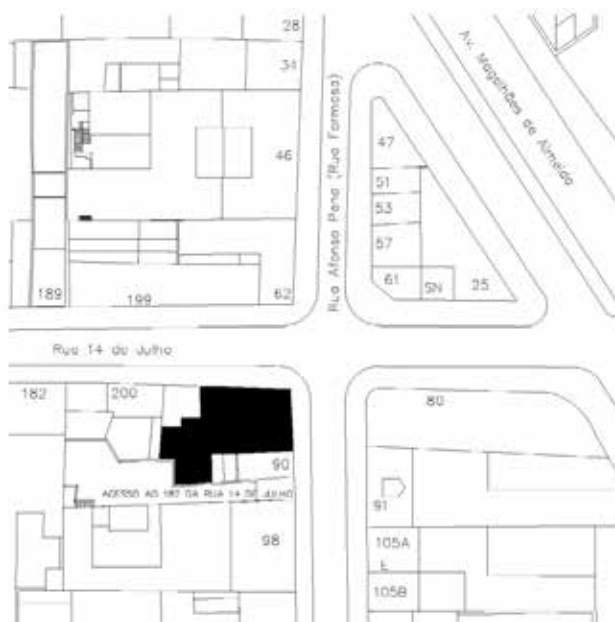 28
34
Av. Magalhães de Almeida
46
Rua Afonso Pena (Rua Formosa)
47
51
53
57
61
SN
25
189
199
62
Rua 14 de Julho
182
200
80
90
ACESSO AO 182 DA RUA 14 DE JULHO
91
98
105A
E
105B